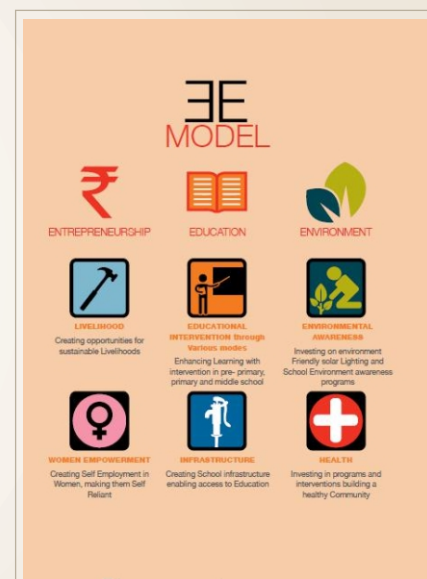 ƎE
MODEL
₹
ENTREPRENEURSHIP
EDUCATION
ENVIRONMENT
LIVELIHOOD
Creating opportunities for
sustainable Livelihoods
EDUCATIONAL
INTERVENTION through
Various modes
Enhancing Learning with
intervention in pre- primary,
primary and middle school
ENVIRONMENTAL
AWARENESS
Investing on environment
Friendly solar Lighting and
School Environment awareness
programs
WOMEN EMPOWERMENT
Creating Self Employment in
Women, making them Self
Reliant
INFRASTRUCTURE
Creating School infrastructure
enabling access to Education
HEALTH
Investing in programs and
interventions building a
healthy Community